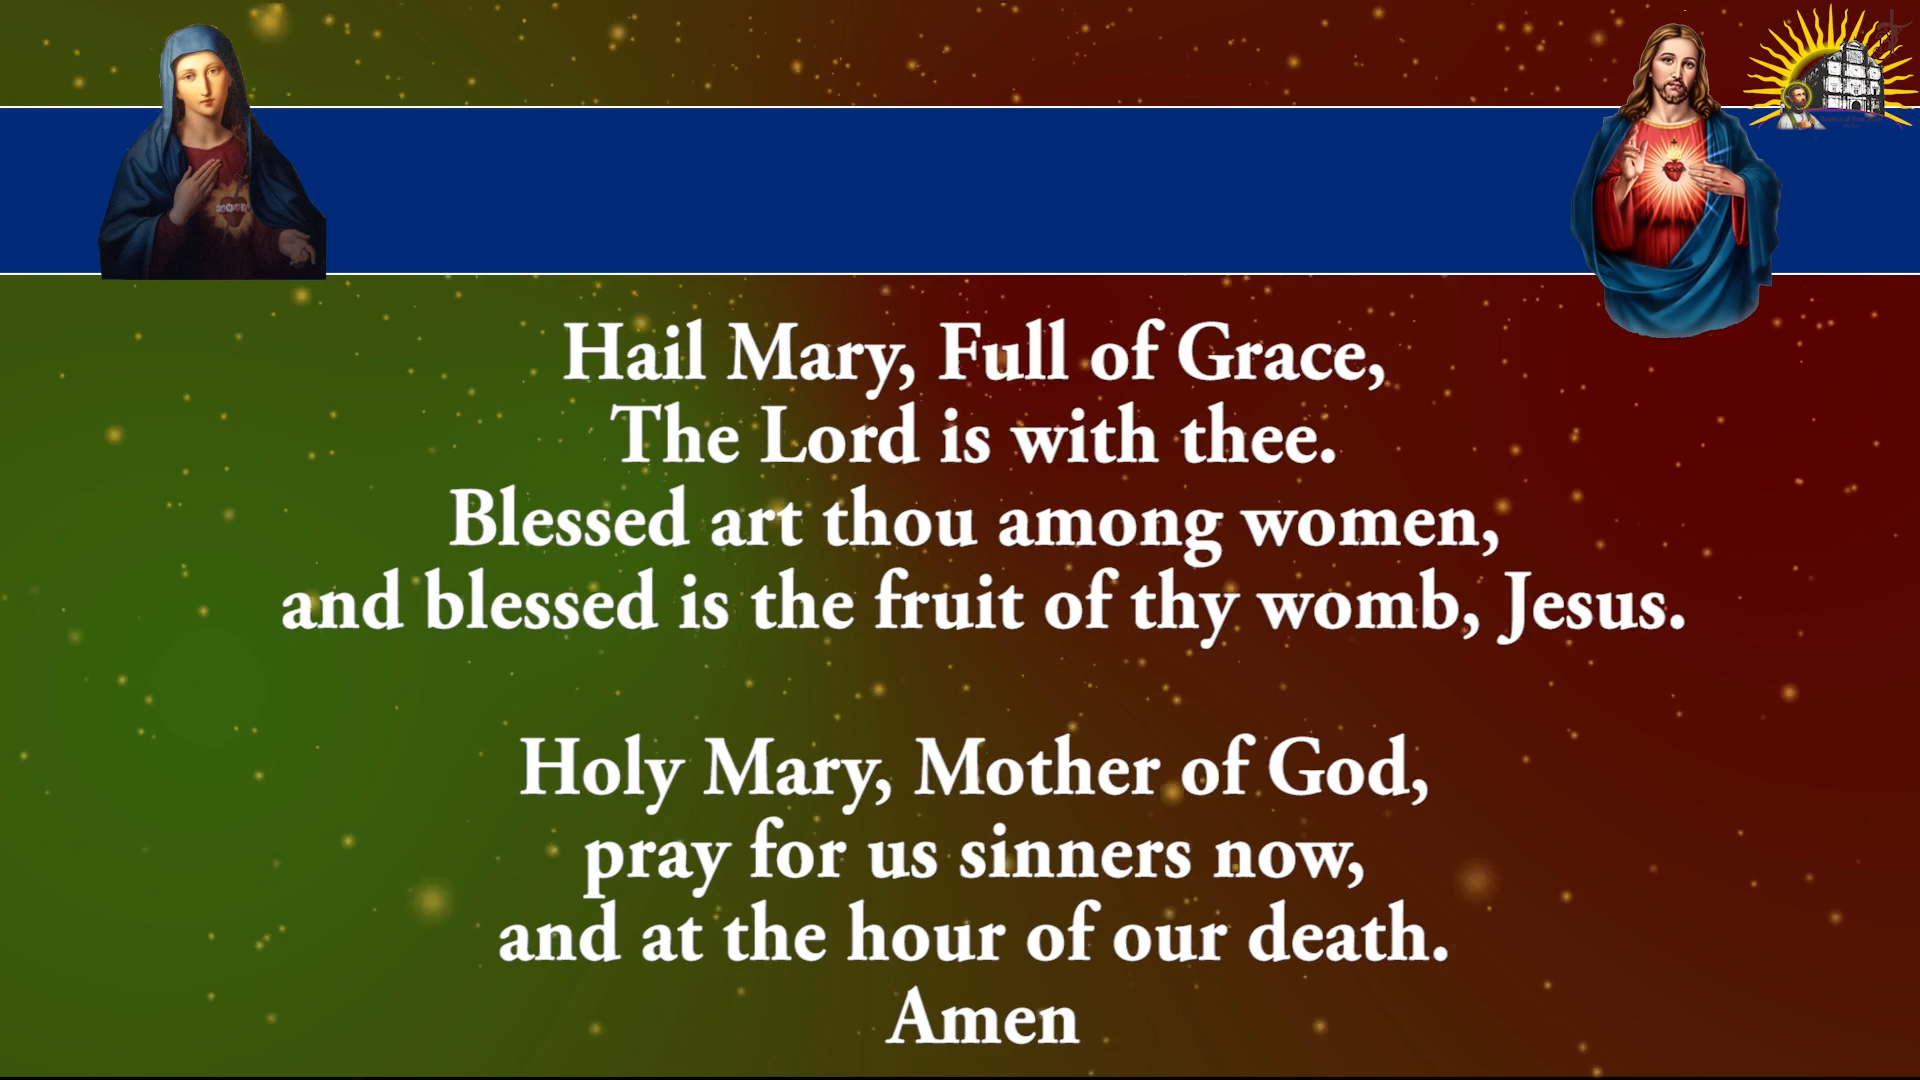 Hail Mary, Full of Grace,
The Lord is with thee.
Blessed art thou among women,
and blessed is the fruit of thy womb, Jesus.
Holy Mary, Mother of God,
pray for us sinners now,
and at the hour of our death.
Amen